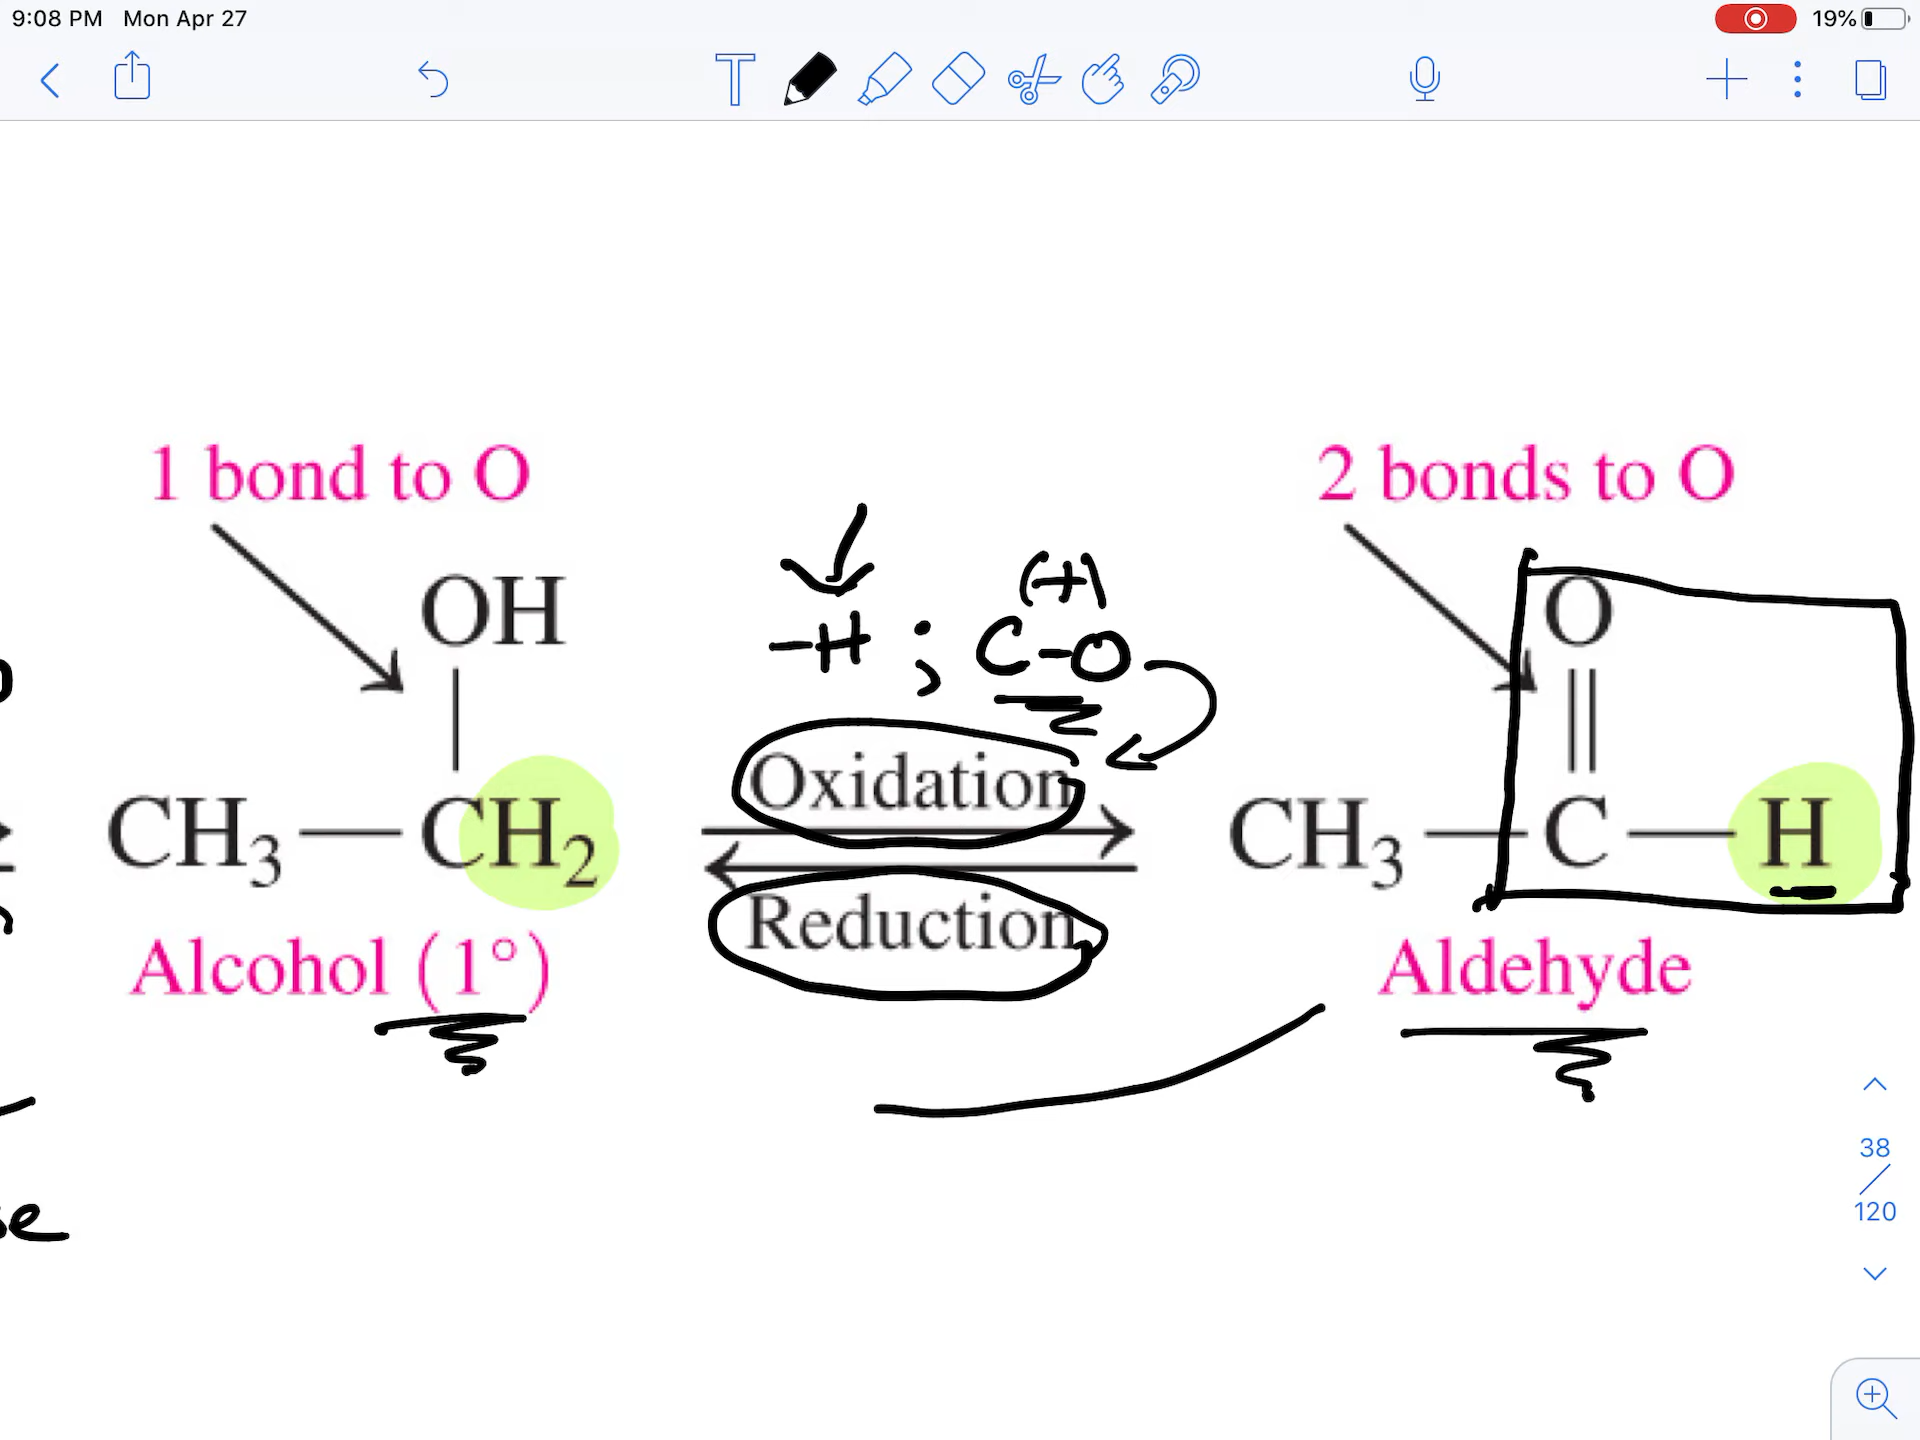 9:08 PM Mon Apr 27
19%
T
1 bond to O
2 bonds to O
(+)
-H ; C-O
OH
O
Oxidation
CH₃—CH₂
CH₃—C—H
Reduction
Alcohol (1°)
Aldehyde
38
120
se